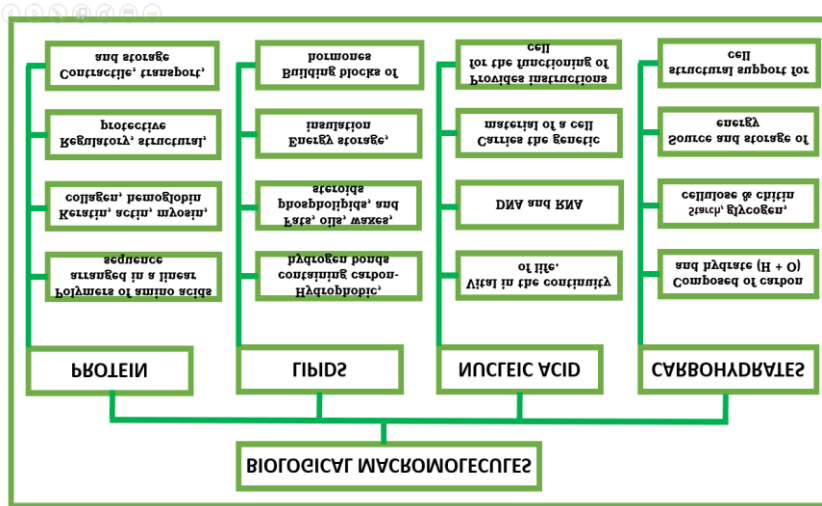 BIOLOGICAL MACROMOLECULES
PROTEIN
Polymers of amino acids
arranged in a linear
sequence
Keratin, actin, myosin,
collagen, hemoglobin
Regulatory, structural,
protective
Contractile, transport,
and storage
LIPIDS
Hydrophobic,
containing carbon-
hydrogen bonds
Fats, oils, waxes,
phospholipids, and
steroids
Energy storage,
insulation
Building blocks of
hormones
NUCLEIC ACID
Vital in the continuity
of life.
DNA and RNA
Carries the genetic
material of a cell
Provides instructions
for the functioning of
cell
CARBOHYDRATES
Composed of carbon
and hydrate (H + O)
Starch, glycogen,
cellulose & chitin
Source and storage of
energy
structural support for
cell